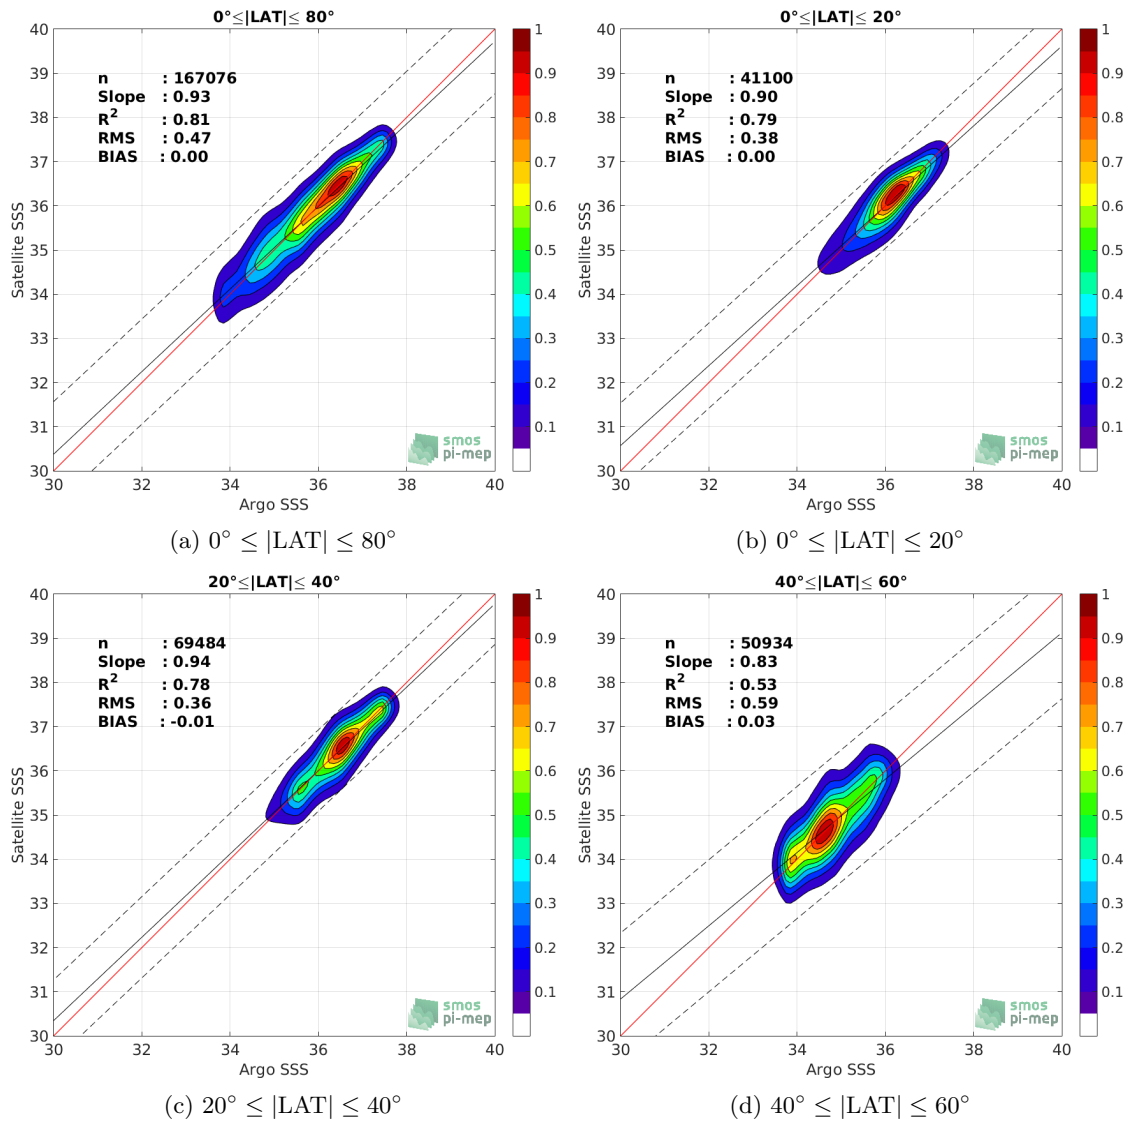 0°≤|LAT|≤ 80°
n : 167076
Slope : 0.93
R² : 0.81
RMS : 0.47
BIAS : 0.00
40
39
38
37
36
35
34
33
32
31
30
30 32 34 36 38 40
Satellite SSS
Argo SSS
1
0.9
0.8
0.7
0.6
0.5
0.4
0.3
0.2
0.1
smos
pi-mep
(a) 0° ≤ |LAT| ≤ 80°
0°≤|LAT|≤ 20°
n : 41100
Slope : 0.90
R² : 0.79
RMS : 0.38
BIAS : 0.00
40
39
38
37
36
35
34
33
32
31
30
30 32 34 36 38 40
Satellite SSS
Argo SSS
1
0.9
0.8
0.7
0.6
0.5
0.4
0.3
0.2
0.1
smos
pi-mep
(b) 0° ≤ |LAT| ≤ 20°
20°≤|LAT|≤ 40°
n : 69484
Slope : 0.94
R² : 0.78
RMS : 0.36
BIAS : -0.01
40
39
38
37
36
35
34
33
32
31
30
30 32 34 36 38 40
Satellite SSS
Argo SSS
1
0.9
0.8
0.7
0.6
0.5
0.4
0.3
0.2
0.1
smos
pi-mep
(c) 20° ≤ |LAT| ≤ 40°
40°≤|LAT|≤ 60°
n : 50934
Slope : 0.83
R² : 0.53
RMS : 0.59
BIAS : 0.03
40
39
38
37
36
35
34
33
32
31
30
30 32 34 36 38 40
Satellite SSS
Argo SSS
1
0.9
0.8
0.7
0.6
0.5
0.4
0.3
0.2
0.1
smos
pi-mep
(d) 40° ≤ |LAT| ≤ 60°